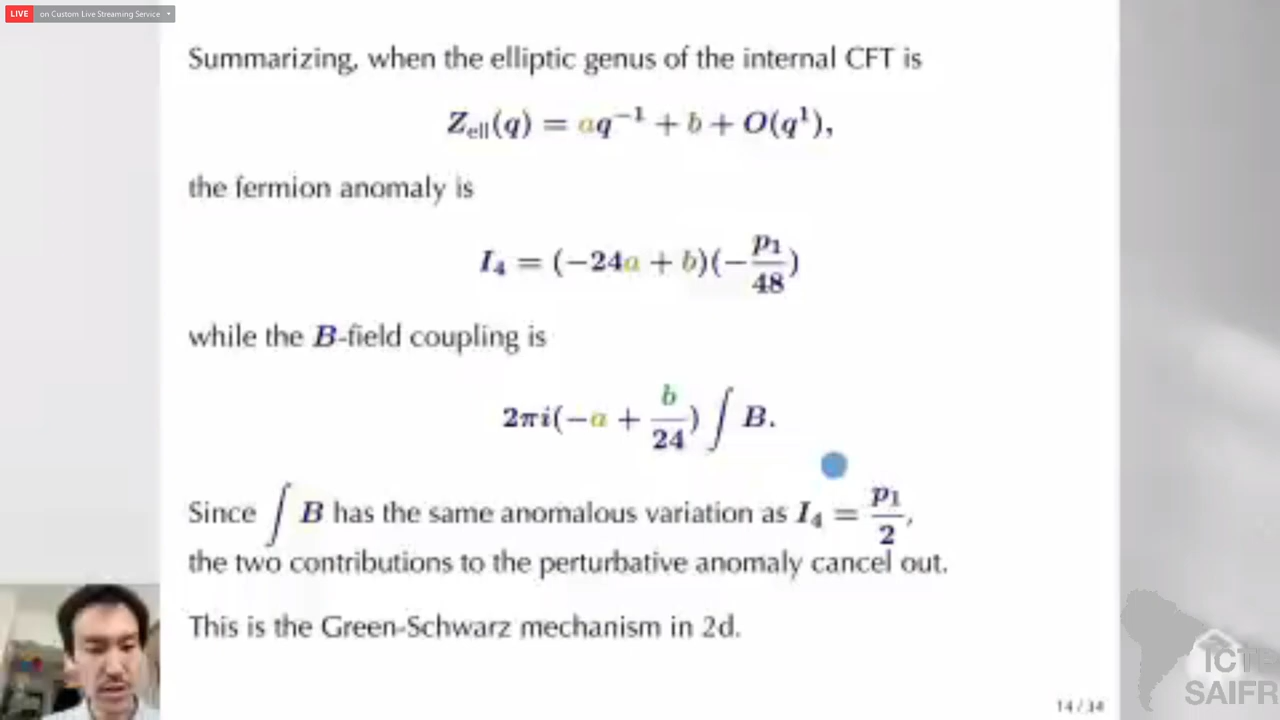 LIVE on Custom Live Streaming Service
Summarizing, when the elliptic genus of the internal CFT is
Z_ell(q) = aq^{-1} + b + O(q^1),
the fermion anomaly is
I_4 = (−24a + b)(−p_1/48)
while the B-field coupling is
2πi(−a + b/24) ∫ B.
Since ∫ B has the same anomalous variation as I_4 = p_1/2,
the two contributions to the perturbative anomaly cancel out.
This is the Green-Schwarz mechanism in 2d.
14 / 34
ICTP
SAIFR